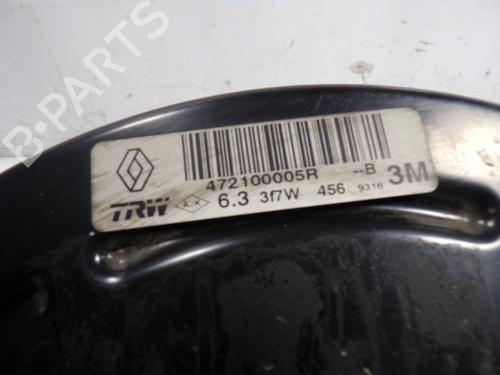 B-PARTS
472100005R --B 3M
TRW A.K 6.3 3f7W 456 9316